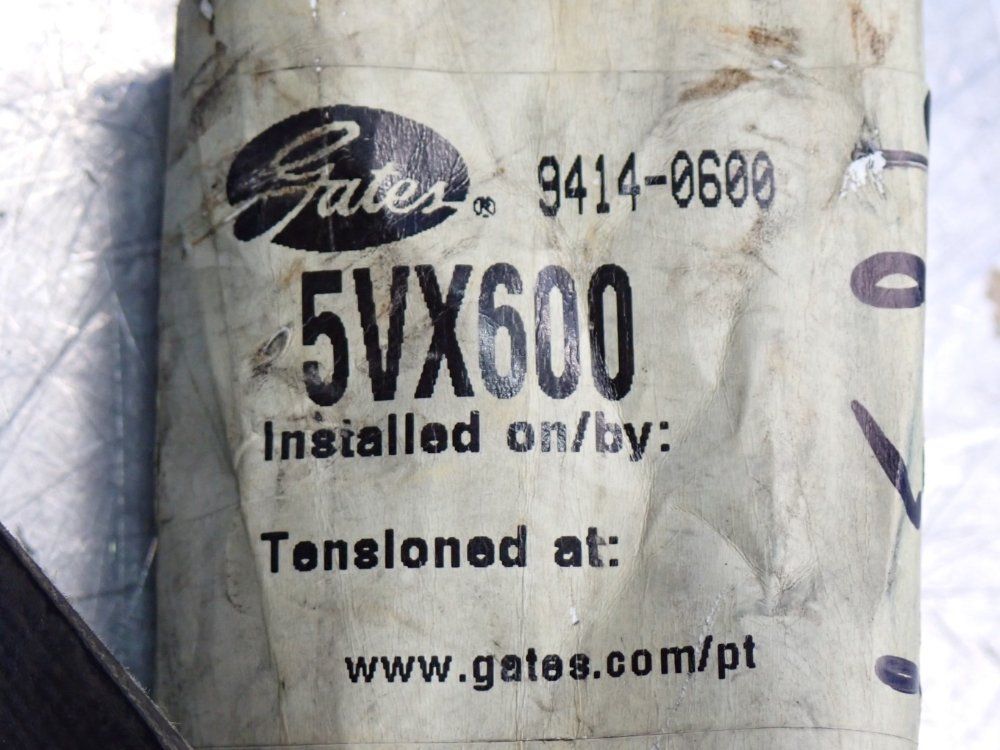 Gates® 9414-0600
5VX600
Installed on/by:
Tensioned at:
www.gates.com/pt